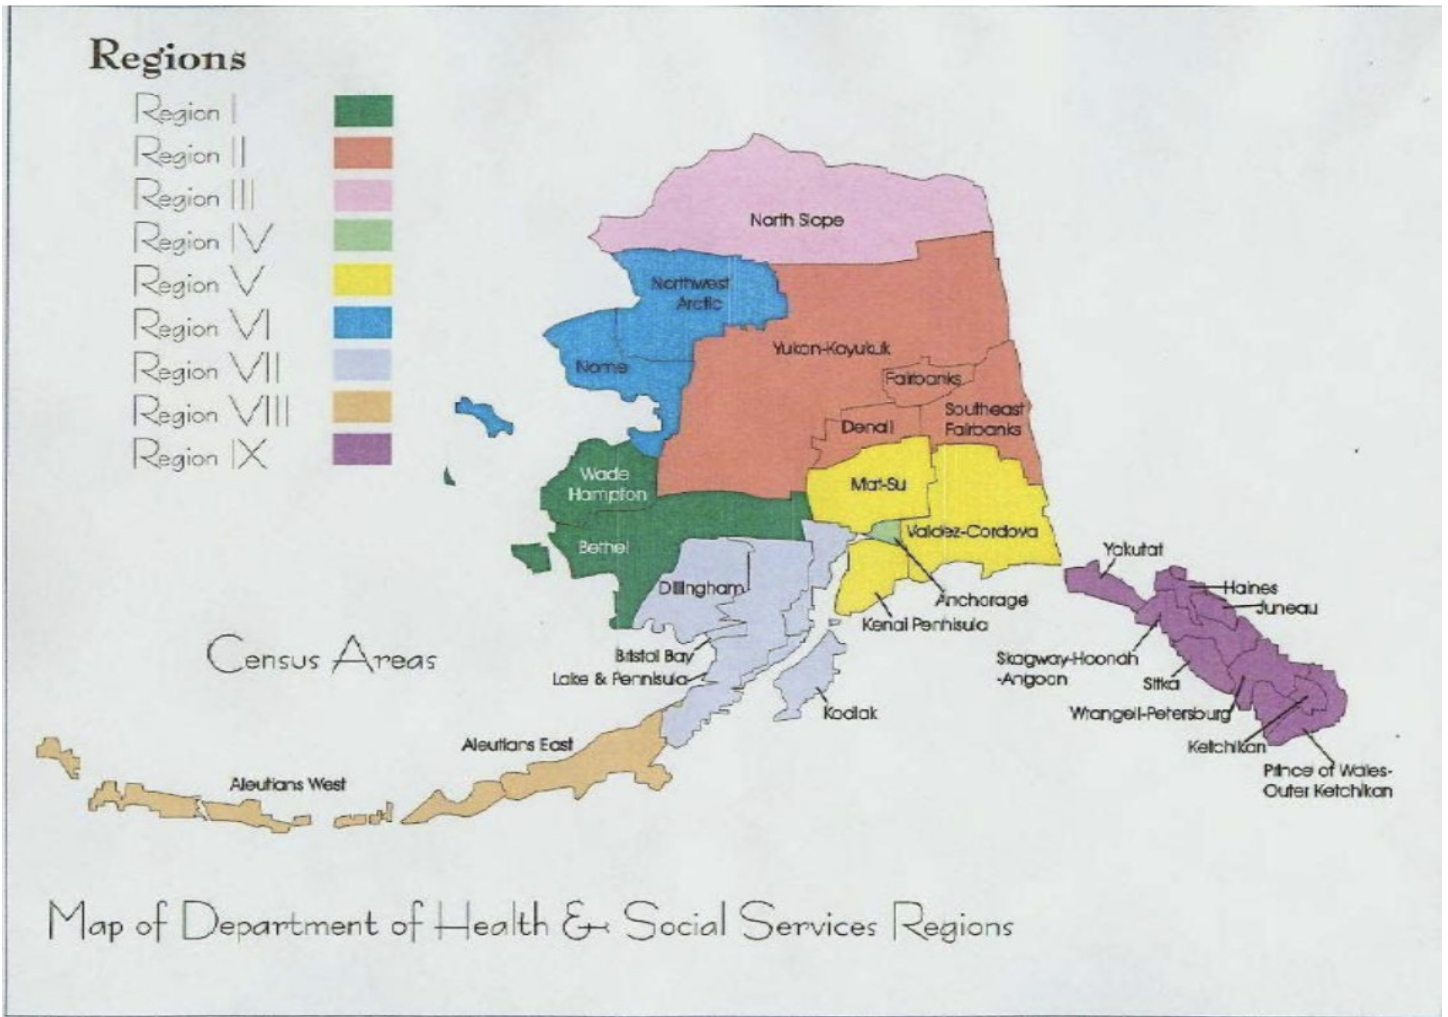 Regions
Region I
Region II
Region III
Region IV
Region V
Region VI
Region VII
Region VIII
Region IX
North Slope
Northwest
Arctic
Nome
Yukon-Koyukuk
Fairbanks
Southeast
Fairbanks
Denali
Wade
Hampton
Mat-Su
Bethel
Valdez-Cordova
Dillingham
Anchorage
Kenai Peninsula
Bristol Bay
Lake & Pennisula
Kodiak
Yakutat
Haines
Juneau
Skagway-Hoonah
-Angoon
Sitka
Wrangell-Petersburg
Ketchikan
Prince of Wales-
Outer Ketchikan
Census Areas
Aleutians East
Aleutians West
Map of Department of Health & Social Services Regions